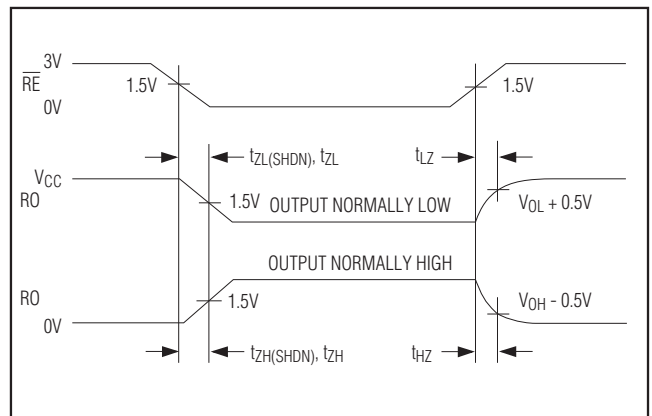 3V
R̅E̅
1.5V
1.5V
0V
tZL(SHDN), tZL
tLZ
VCC
RO
1.5V
OUTPUT NORMALLY LOW
VOL + 0.5V
OUTPUT NORMALLY HIGH
RO
1.5V
VOH - 0.5V
0V
tZH(SHDN), tZH
tHZ